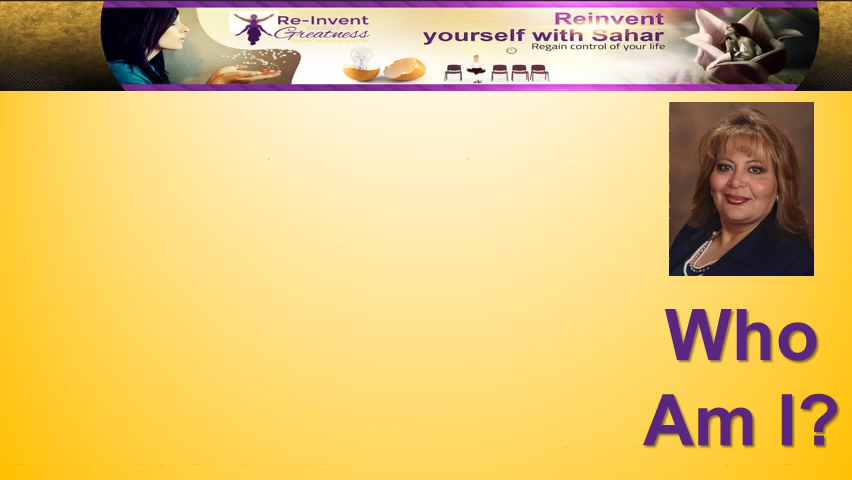 Re-Invent
Greatness
Reinvent
yourself with Sahar
Regain control of your life
Who
Am I?